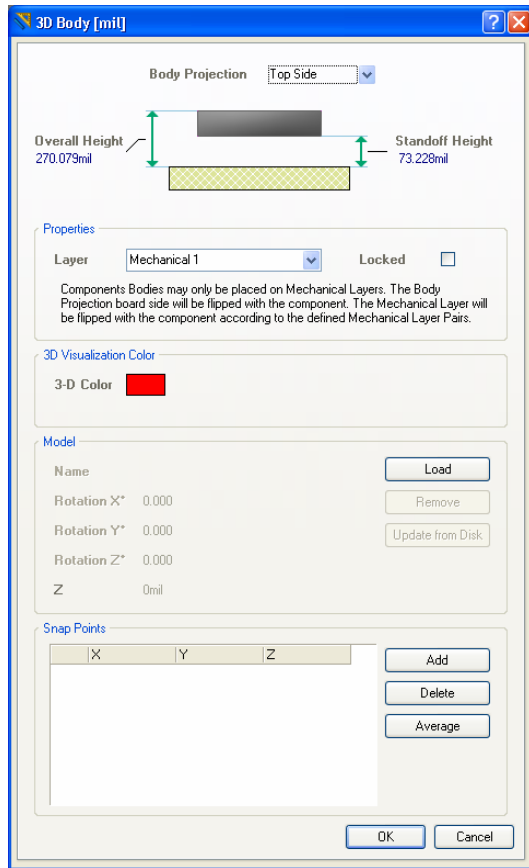 3D Body [mil]
Body Projection Top Side
Overall Height
270.079mil
Standoff Height
73.228mil
Properties
Layer Mechanical 1 Locked
Components Bodies may only be placed on Mechanical Layers. The Body
Projection board side will be flipped with the component. The Mechanical Layer will
be flipped with the component according to the defined Mechanical Layer Pairs.
3D Visualization Color
3-D Color
Model
Name Load
Rotation X° 0.000 Remove
Rotation Y° 0.000 Update from Disk
Rotation Z° 0.000
Z 0mil
Snap Points
X Y Z
Add
Delete
Average
OK Cancel